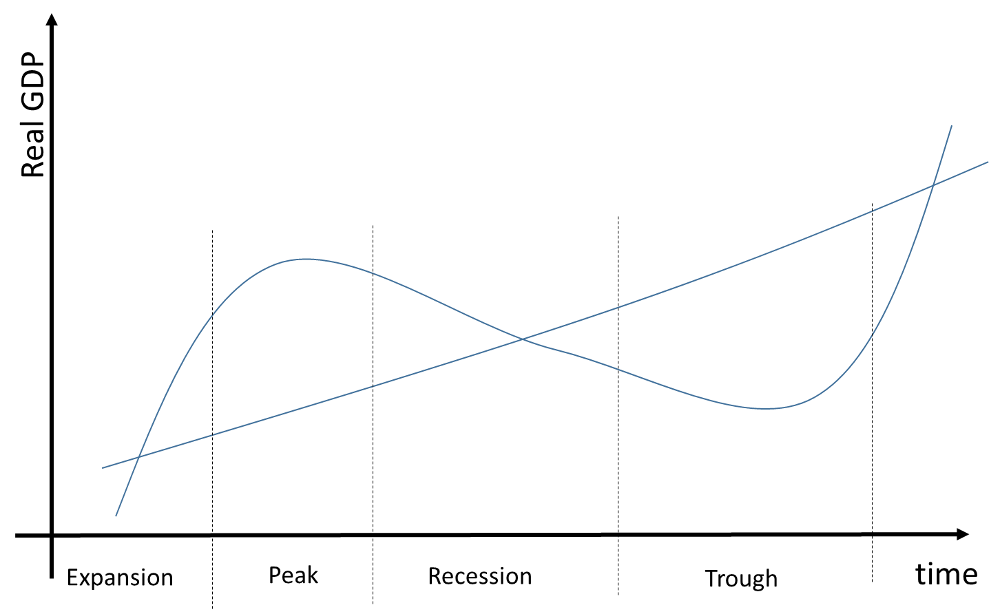 Real GDP
Expansion
Peak
Recession
Trough
time